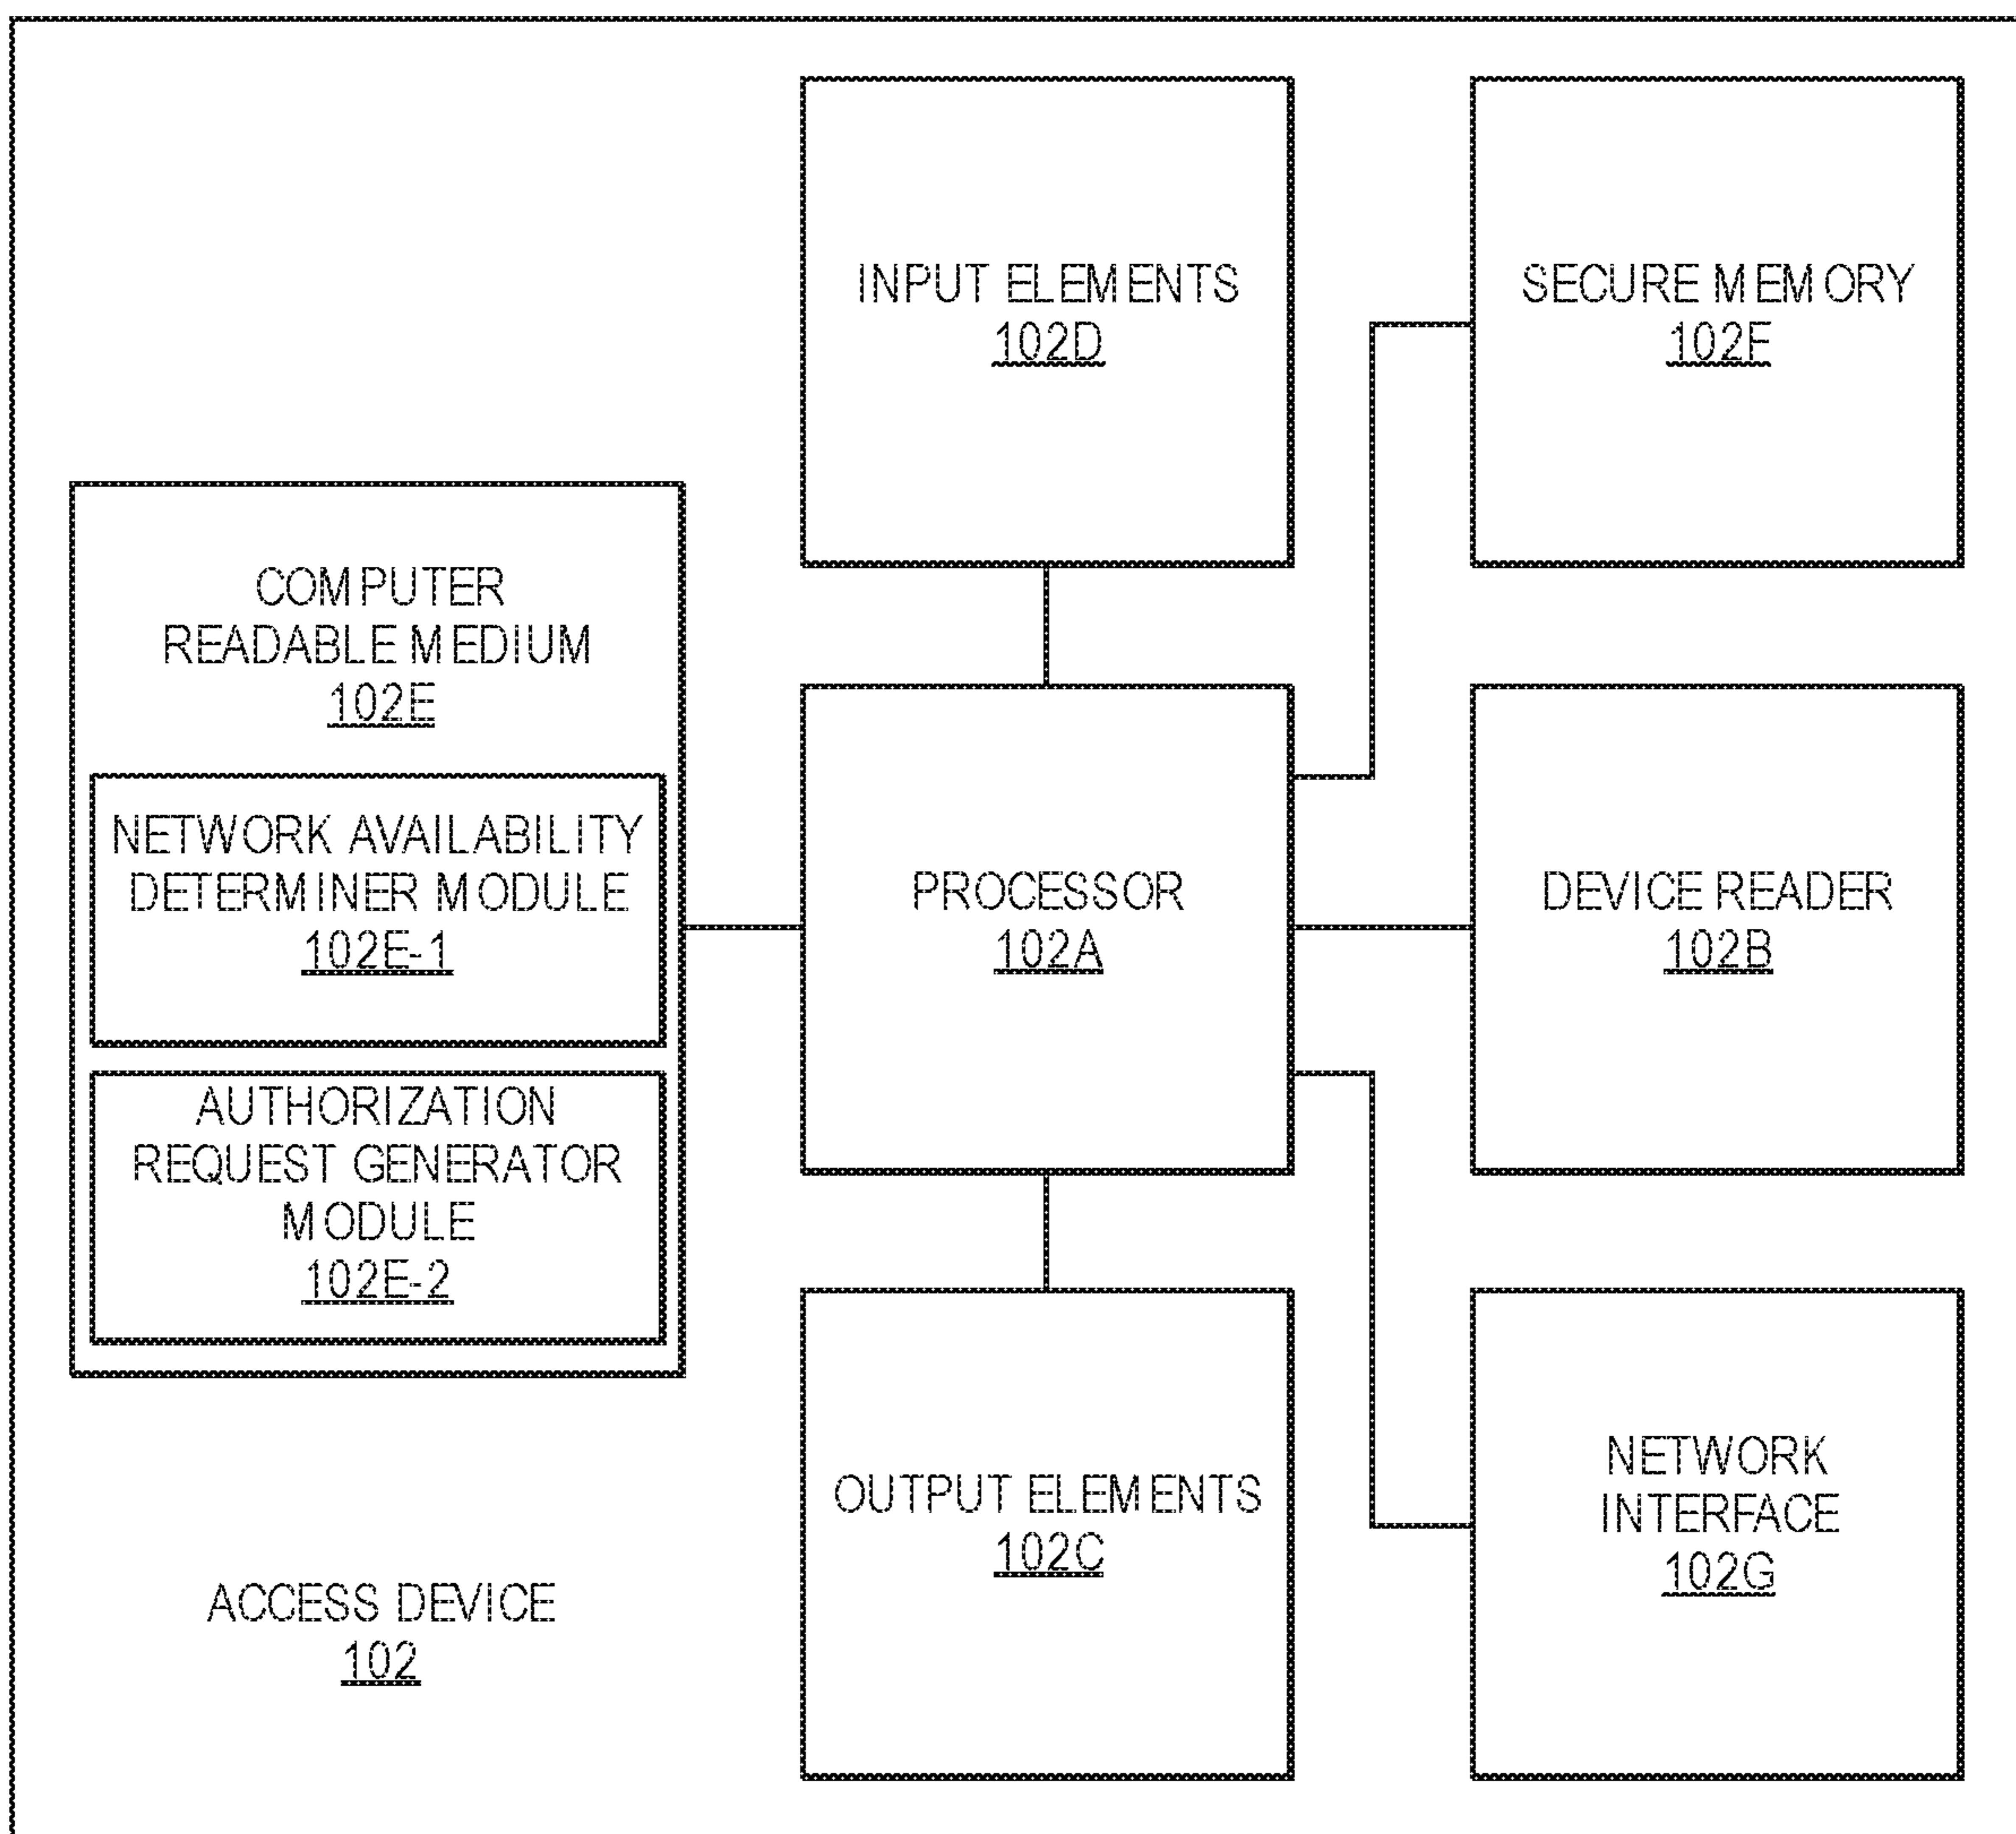 INPUT ELEMENTS
102D
SECURE MEMORY
102F
COMPUTER
READABLE MEDIUM
102E
NETWORK AVAILABILITY
DETERMINER MODULE
102E-1
AUTHORIZATION
REQUEST GENERATOR
MODULE
102E-2
PROCESSOR
102A
DEVICE READER
102B
OUTPUT ELEMENTS
102C
NETWORK
INTERFACE
102G
ACCESS DEVICE
102